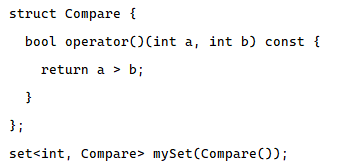 struct Compare {
  bool operator()(int a, int b) const {
    return a > b;
  }
};
set<int, Compare> mySet(Compare());